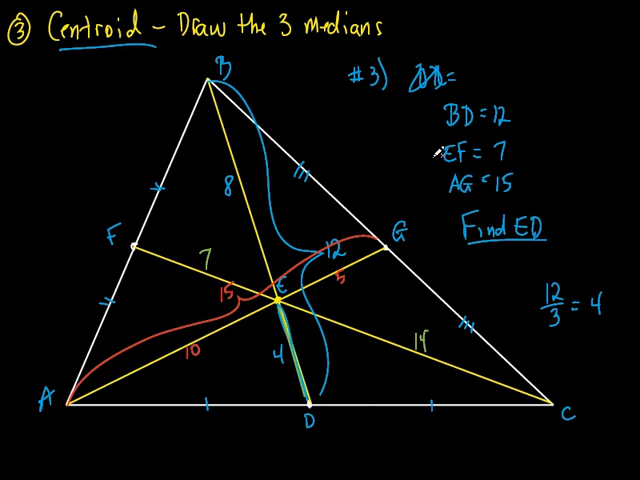 ③ Centroid - Draw the 3 medians
#3)
BD = 12
EF = 7
AG = 15
Find ED
12/3 = 4
B
8
F
G
7
12
E
15
5
10
4
14
A
D
C